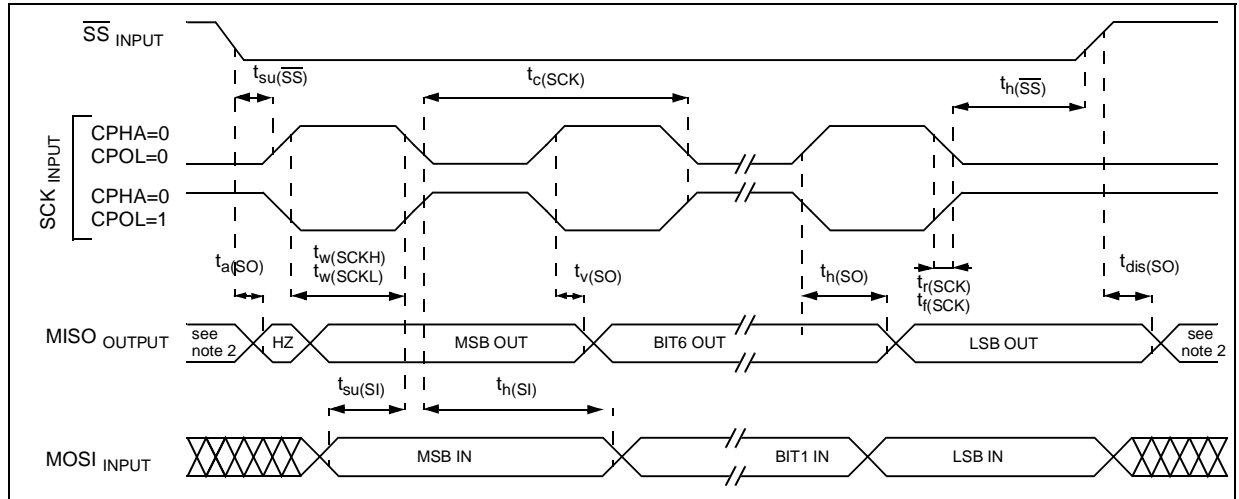 SS INPUT
tsu(SS)
tc(SCK)
th(SS)
SCK INPUT
CPHA=0
CPOL=0
CPHA=0
CPOL=1
ta(SO)
tw(SCKH)
tw(SCKL)
tv(SO)
th(SO)
tr(SCK)
tf(SCK)
tdis(SO)
MISO OUTPUT
see note 2
HZ
MSB OUT
BIT6 OUT
LSB OUT
see note 2
tsu(SI)
th(SI)
MOSI INPUT
MSB IN
BIT1 IN
LSB IN